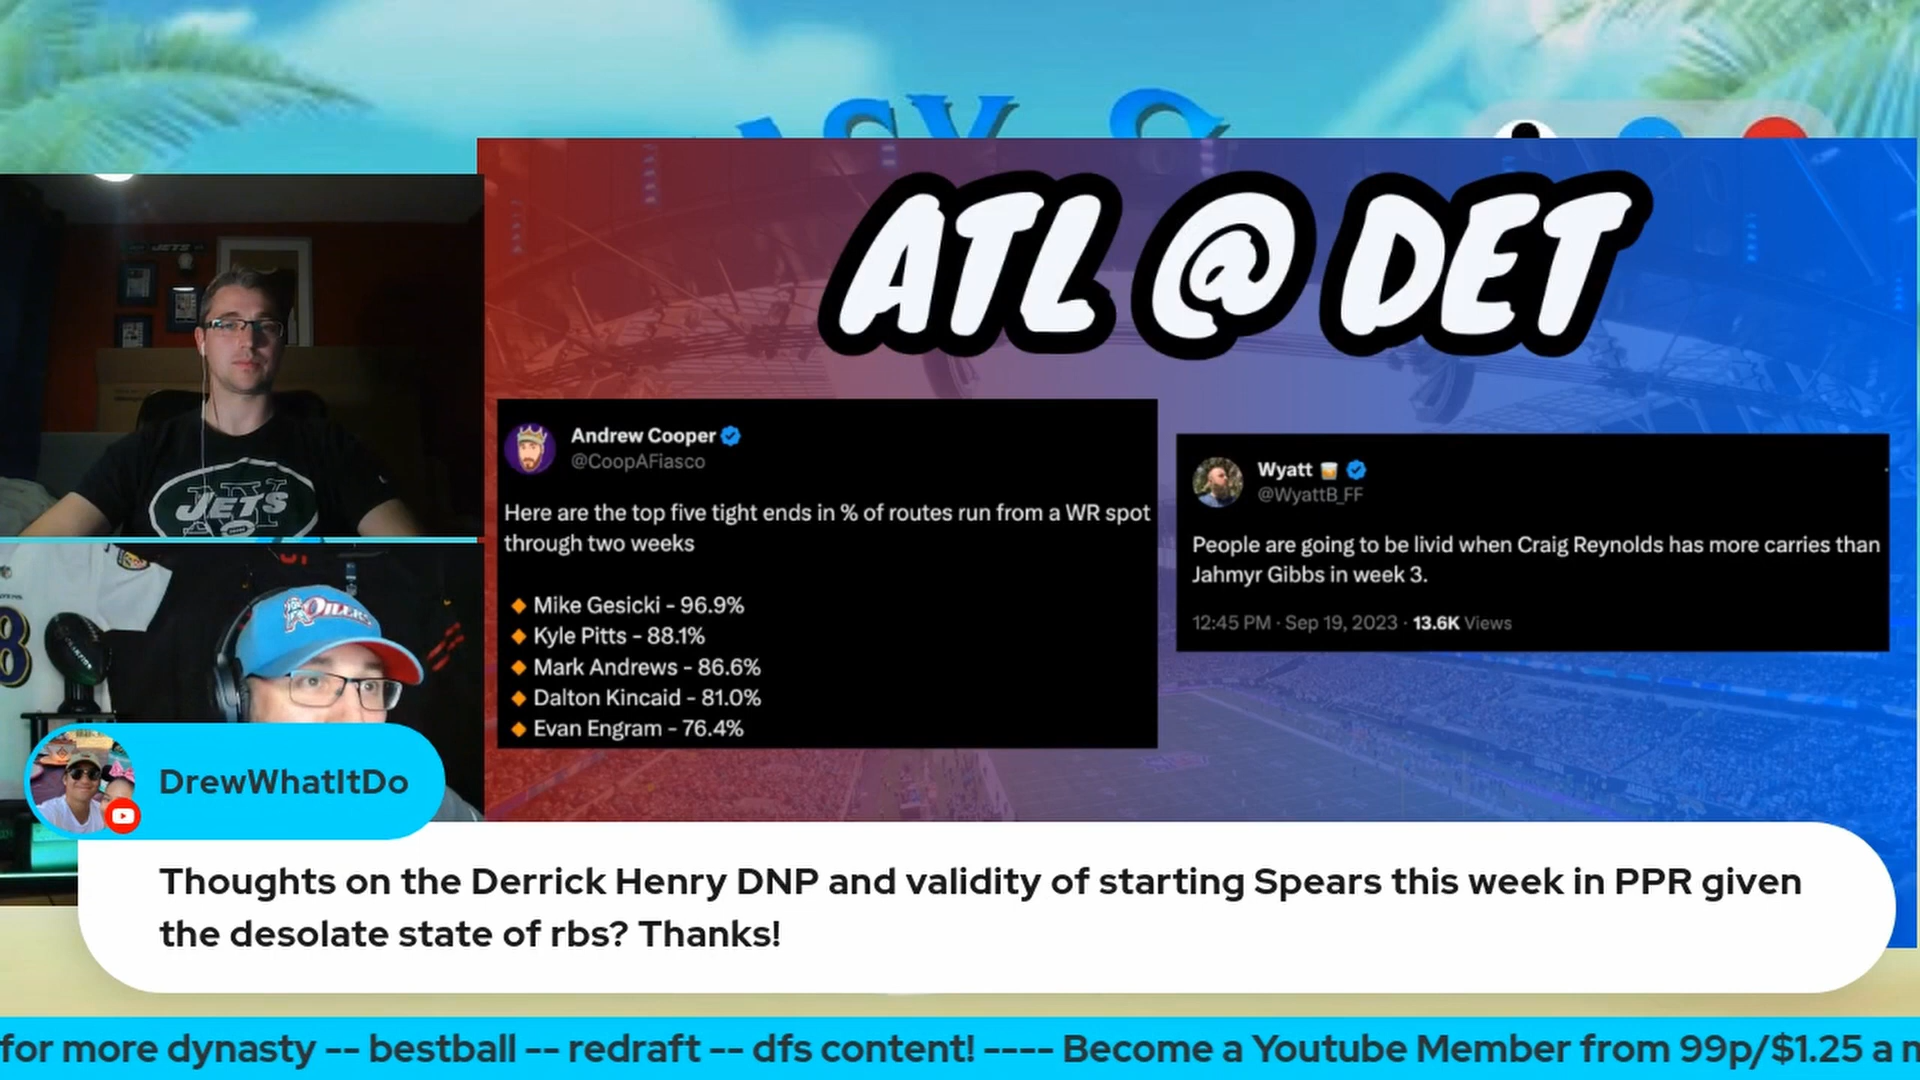 ATL @ DET
JETS
JETS
OILERS
8
Andrew Cooper
@CoopAFiasco
Here are the top five tight ends in % of routes run from a WR spot
through two weeks
Mike Gesicki - 96.9%
Kyle Pitts - 88.1%
Mark Andrews - 86.6%
Dalton Kincaid - 81.0%
Evan Engram - 76.4%
Wyatt
@WyattB_FF
People are going to be livid when Craig Reynolds has more carries than
Jahmyr Gibbs in week 3.
12:45 PM · Sep 19, 2023 · 13.6K Views
DrewWhatItDo
Thoughts on the Derrick Henry DNP and validity of starting Spears this week in PPR given
the desolate state of rbs? Thanks!
for more dynasty -- bestball -- redraft -- dfs content! ---- Become a Youtube Member from 99p/$1.25 a